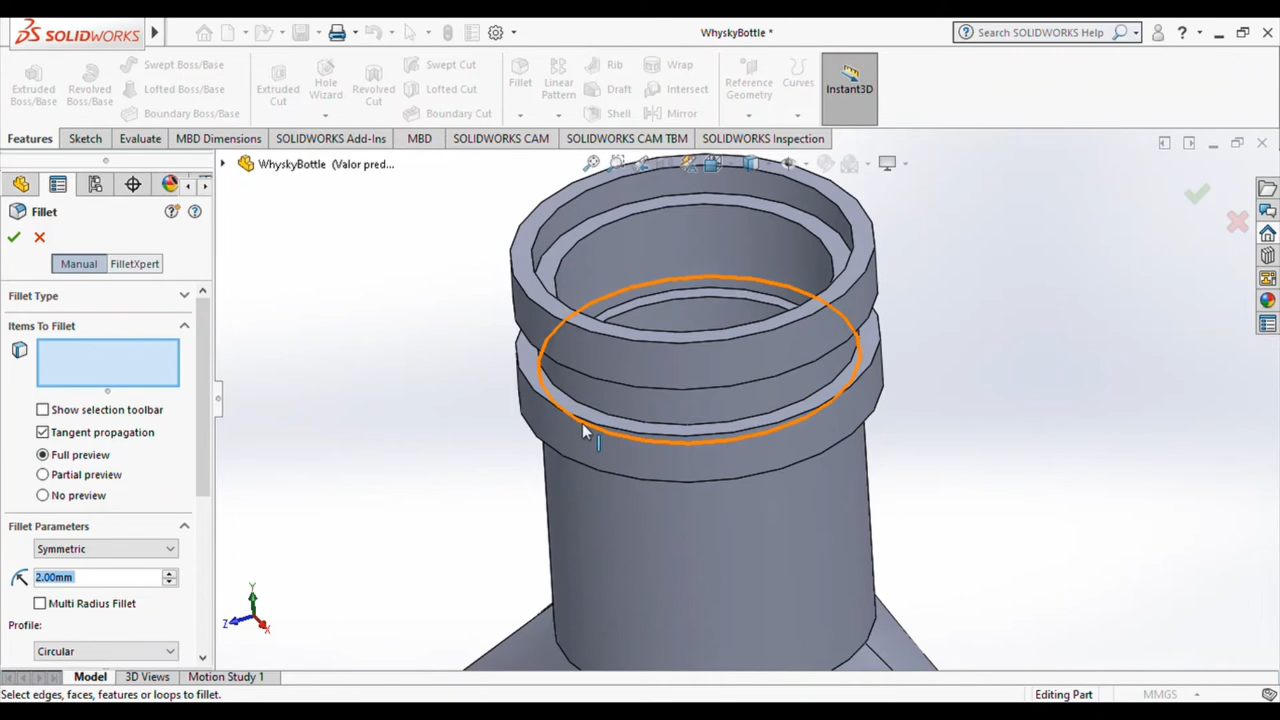 SOLIDWORKS
WhyskyBottle *
Search SOLIDWORKS Help
Extruded Boss/Base
Revolved Boss/Base
Swept Boss/Base
Lofted Boss/Base
Boundary Boss/Base
Extruded Cut
Hole Wizard
Revolved Cut
Swept Cut
Lofted Cut
Boundary Cut
Fillet
Linear Pattern
Rib
Draft
Shell
Wrap
Intersect
Mirror
Reference Geometry
Curves
Instant3D
Features
Sketch
Evaluate
MBD Dimensions
SOLIDWORKS Add-Ins
MBD
SOLIDWORKS CAM
SOLIDWORKS CAM TBM
SOLIDWORKS Inspection
WhyskyBottle (Valor pred...
Fillet
Manual
FilletXpert
Fillet Type
Items To Fillet
Show selection toolbar
Tangent propagation
Full preview
Partial preview
No preview
Fillet Parameters
Symmetric
2.00mm
Multi Radius Fillet
Profile:
Circular
Y
Z
X
Model
3D Views
Motion Study 1
Select edges, faces, features or loops to fillet.
Editing Part
MMGS